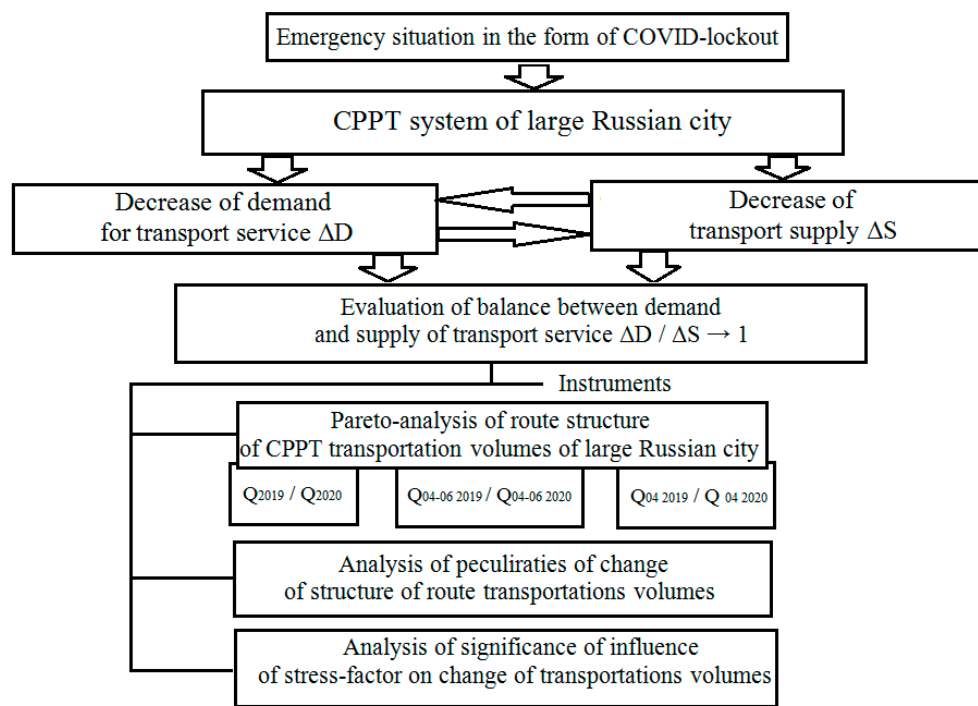 Emergency situation in the form of COVID-lockout
CPPT system of large Russian city
Decrease of demand
for transport service ΔD
Decrease of
transport supply ΔS
Evaluation of balance between demand
and supply of transport service ΔD / ΔS → 1
Instruments
Pareto-analysis of route structure
of CPPT transportation volumes of large Russian city
Q2019 / Q2020
Q04-06 2019 / Q04-06 2020
Q04 2019 / Q 04 2020
Analysis of peculiraties of change
of structure of route transportations volumes
Analysis of significance of influence
of stress-factor on change of transportations volumes